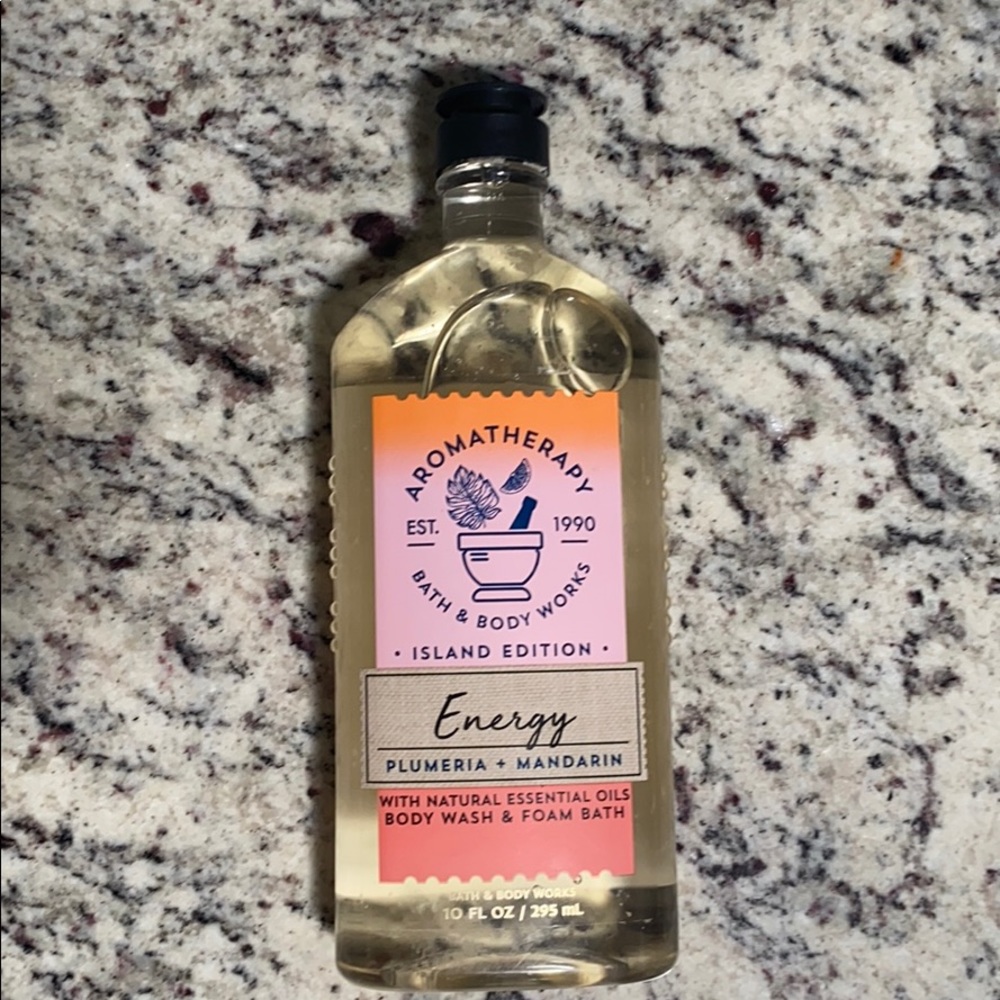 AROMATHERAPY
EST. 1990
BATH & BODY WORKS
• ISLAND EDITION •
Energy
PLUMERIA + MANDARIN
WITH NATURAL ESSENTIAL OILS
BODY WASH & FOAM BATH
BATH & BODY WORKS
10 FL OZ / 295 mL